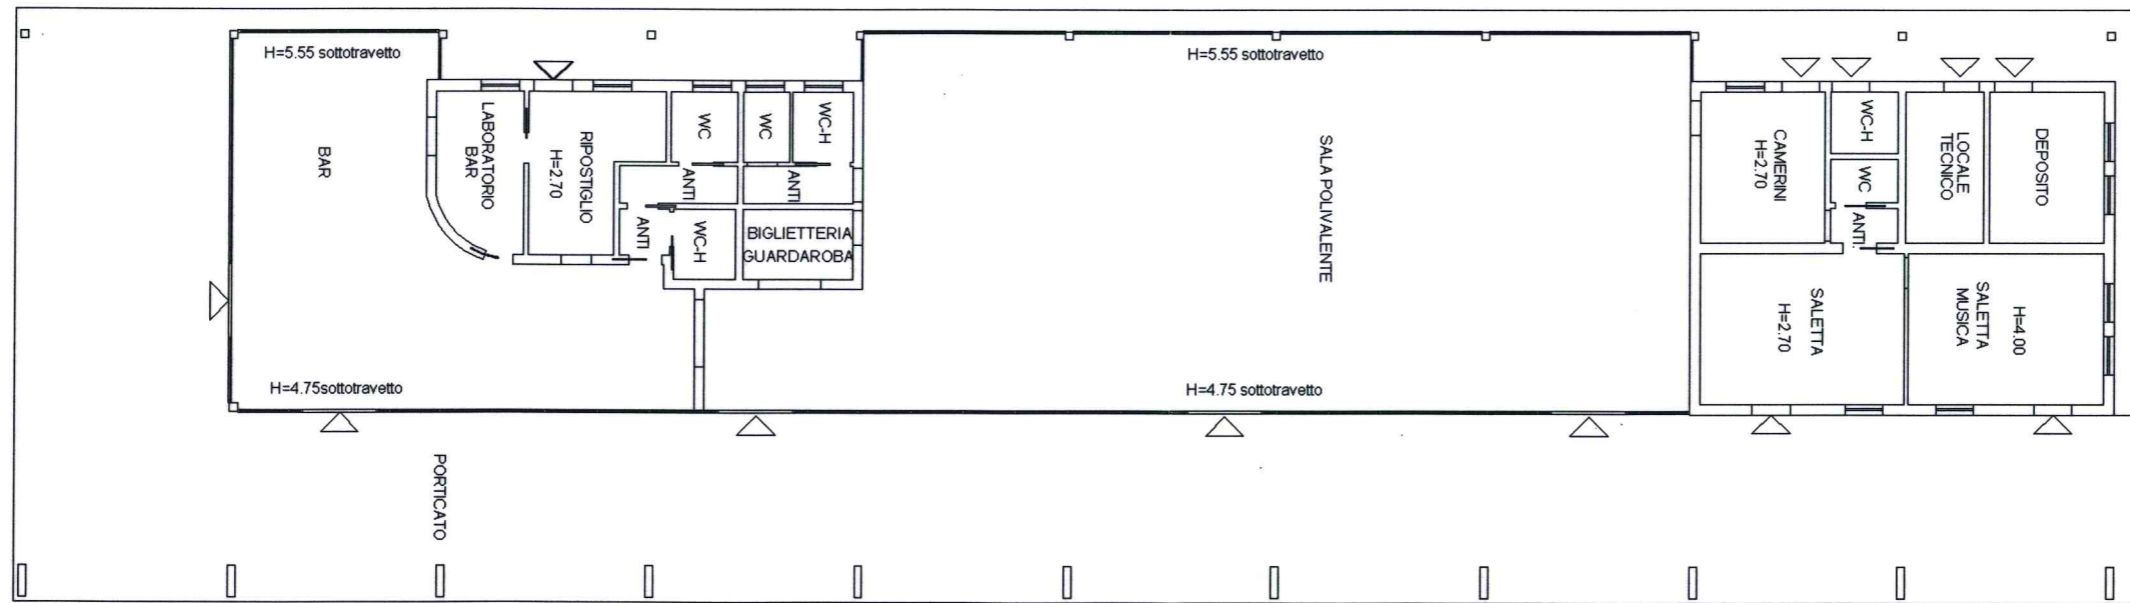 H=5.55 sottotravetto
H=5.55 sottotravetto
BAR
LABORATORIO
BAR
RIPOSTIGLIO
H=2.70
WC
WC
WC-H
ANTI
ANTI
ANTI
WC-H
BIGLIETTERIA
GUARDAROBA
SALA POLIVALENTE
CAMERINI
H=2.70
WC-H
WC
ANTI.
LOCALE
TECNICO
DEPOSITO
SALETTA
H=2.70
SALETTA
MUSICA
H=4.00
H=4.75sottotravetto
H=4.75 sottotravetto
PORTICATO